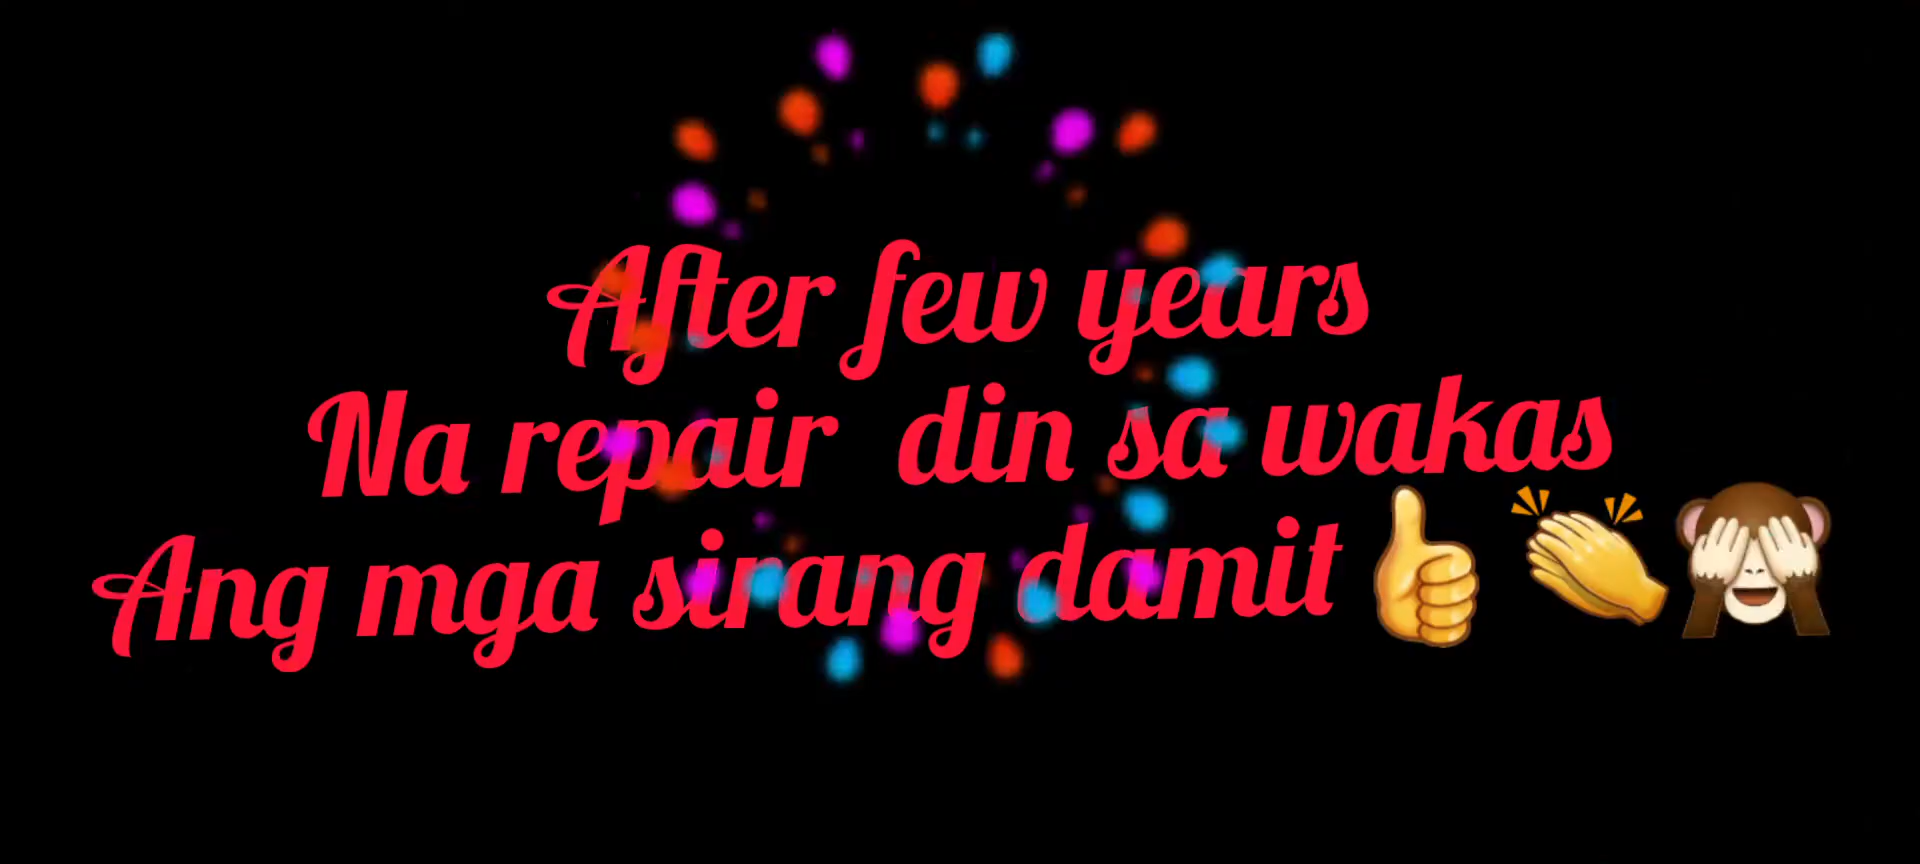 After few years
Na repair din sa wakas
Ang mga sirang damit👍👏🙈